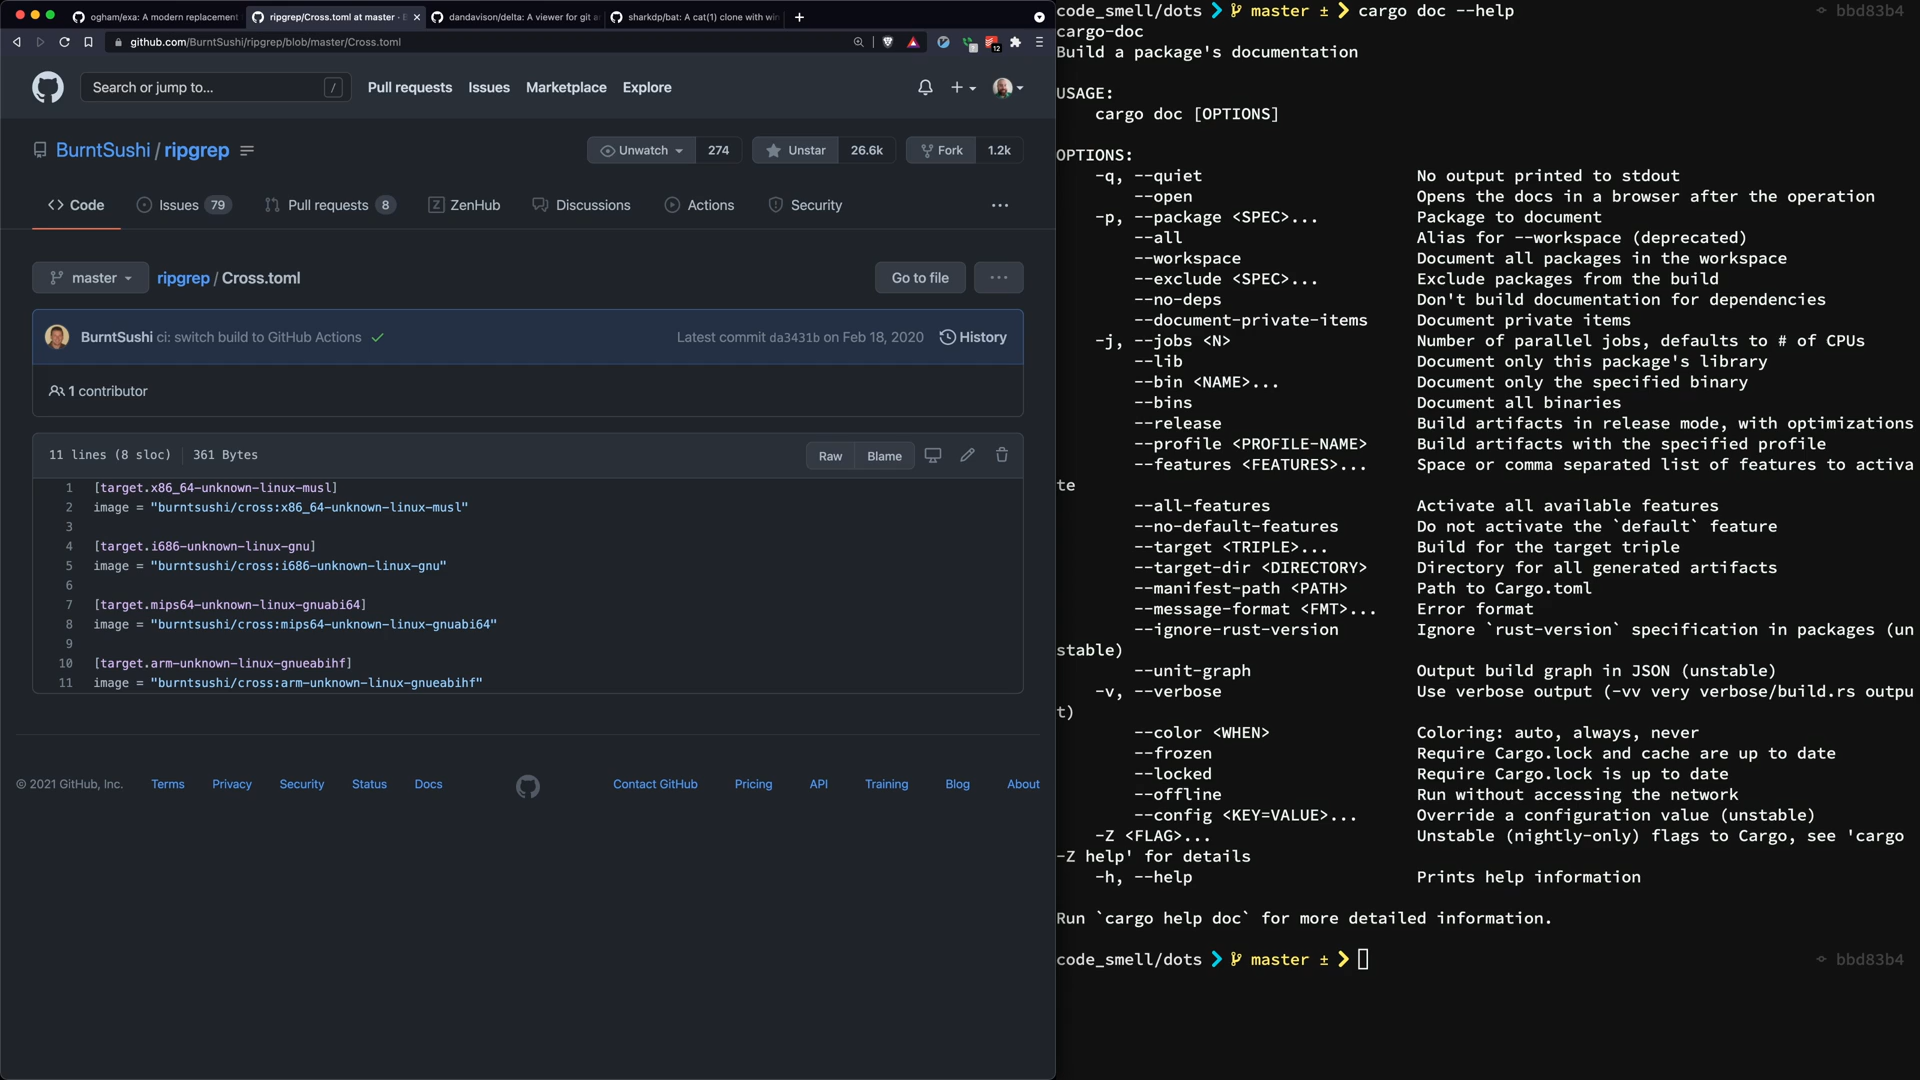 ogham/exa: A modern replacement
ripgrep/Cross.toml at master ·
dandavison/delta: A viewer for git a
sharkdp/bat: A cat(1) clone with win
github.com/BurntSushi/ripgrep/blob/master/Cross.toml
12
Search or jump to...
/
Pull requests
Issues
Marketplace
Explore
BurntSushi / ripgrep
Unwatch
274
Unstar
26.6k
Fork
1.2k
Code
Issues 79
Pull requests 8
ZenHub
Discussions
Actions
Security
master
ripgrep / Cross.toml
Go to file
BurntSushi ci: switch build to GitHub Actions
Latest commit da3431b on Feb 18, 2020
History
1 contributor
11 lines (8 sloc)
361 Bytes
Raw
Blame
1 [target.x86_64-unknown-linux-musl]
2 image = "burntsushi/cross:x86_64-unknown-linux-musl"
3
4 [target.i686-unknown-linux-gnu]
5 image = "burntsushi/cross:i686-unknown-linux-gnu"
6
7 [target.mips64-unknown-linux-gnuabi64]
8 image = "burntsushi/cross:mips64-unknown-linux-gnuabi64"
9
10 [target.arm-unknown-linux-gnueabihf]
11 image = "burntsushi/cross:arm-unknown-linux-gnueabihf"
© 2021 GitHub, Inc.
Terms
Privacy
Security
Status
Docs
Contact GitHub
Pricing
API
Training
Blog
About
code_smell/dots master ± cargo doc --help bbd83b4
cargo-doc
Build a package's documentation
USAGE:
cargo doc [OPTIONS]
OPTIONS:
-q, --quiet No output printed to stdout
--open Opens the docs in a browser after the operation
-p, --package <SPEC>... Package to document
--all Alias for --workspace (deprecated)
--workspace Document all packages in the workspace
--exclude <SPEC>... Exclude packages from the build
--no-deps Don't build documentation for dependencies
--document-private-items Document private items
-j, --jobs <N> Number of parallel jobs, defaults to # of CPUs
--lib Document only this package's library
--bin <NAME>... Document only the specified binary
--bins Document all binaries
--release Build artifacts in release mode, with optimizations
--profile <PROFILE-NAME> Build artifacts with the specified profile
--features <FEATURES>... Space or comma separated list of features to activa
te
--all-features Activate all available features
--no-default-features Do not activate the `default` feature
--target <TRIPLE>... Build for the target triple
--target-dir <DIRECTORY> Directory for all generated artifacts
--manifest-path <PATH> Path to Cargo.toml
--message-format <FMT>... Error format
--ignore-rust-version Ignore `rust-version` specification in packages (un
stable)
--unit-graph Output build graph in JSON (unstable)
-v, --verbose Use verbose output (-vv very verbose/build.rs outpu
t)
--color <WHEN> Coloring: auto, always, never
--frozen Require Cargo.lock and cache are up to date
--locked Require Cargo.lock is up to date
--offline Run without accessing the network
--config <KEY=VALUE>... Override a configuration value (unstable)
-Z <FLAG>... Unstable (nightly-only) flags to Cargo, see 'cargo
-Z help' for details
-h, --help Prints help information
Run `cargo help doc` for more detailed information.
code_smell/dots master ± bbd83b4